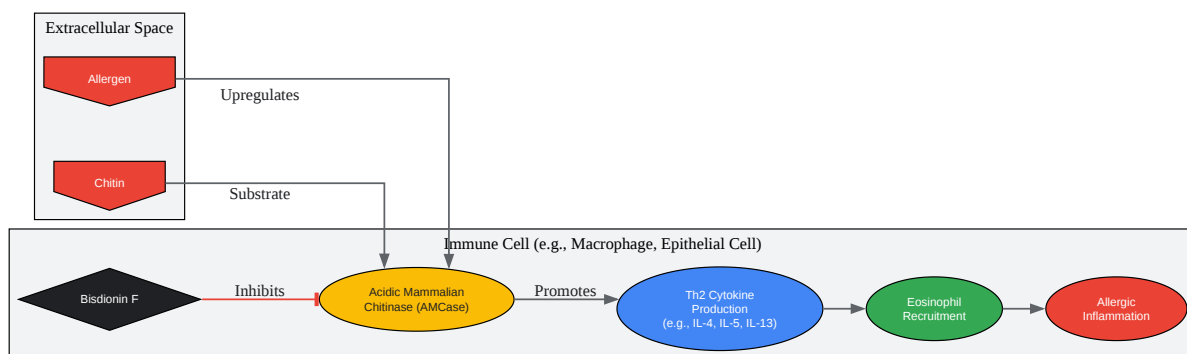 Extracellular Space
Allergen
Upregulates
Chitin
Substrate
Immune Cell (e.g., Macrophage, Epithelial Cell)
Bisdionin F
Inhibits
Acidic Mammalian
Chitinase (AMCase)
Promotes
Th2 Cytokine
Production
(e.g., IL-4, IL-5, IL-13)
Eosinophil
Recruitment
Allergic
Inflammation